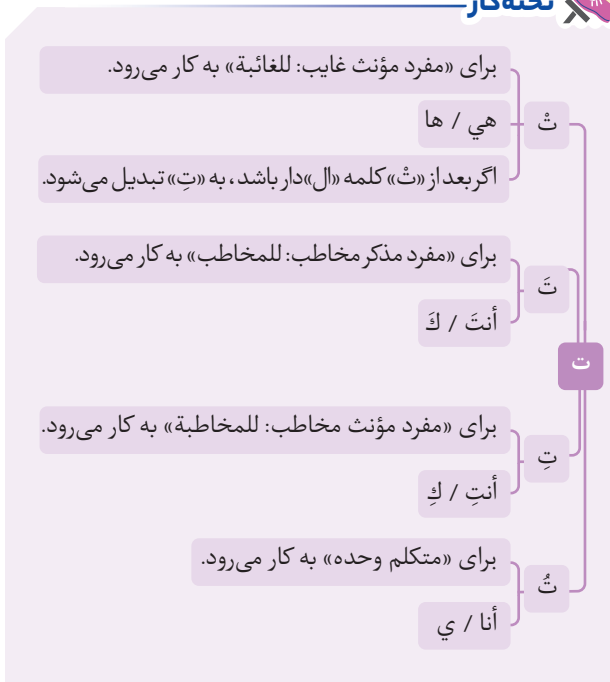 تخته‌کار
برای «مفرد مؤنث غایب: للغائبة» به کار می‌رود.
تْ
هي / ها
اگر بعد از «تْ» کلمه «ال»دار باشد، به «تِ» تبدیل می‌شود.
برای «مفرد مذکر مخاطب: للمخاطب» به کار می‌رود.
تَ
أنتَ / كَ
ت
برای «مفرد مؤنث مخاطب: للمخاطبة» به کار می‌رود.
تِ
أنتِ / كِ
برای «متکلم وحده» به کار می‌رود.
تُ
أنا / ي